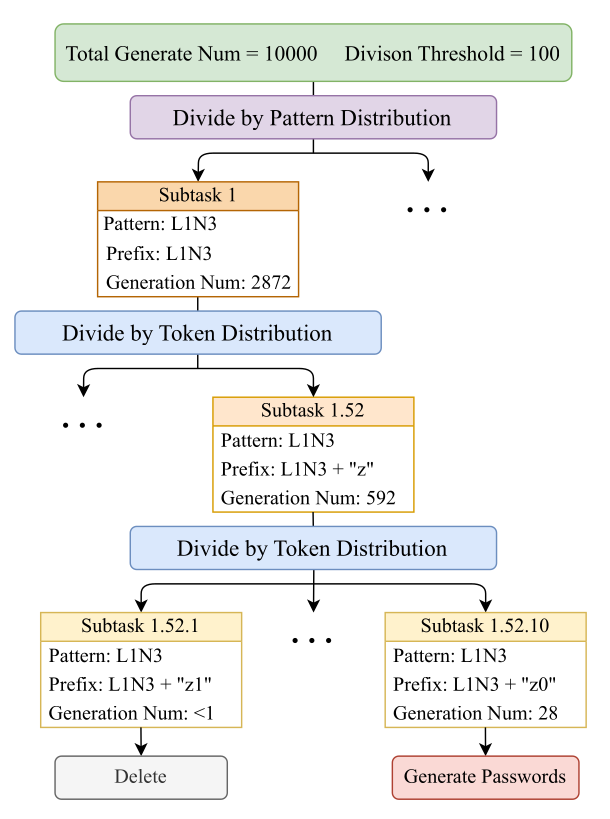 Total Generate Num = 10000 Divison Threshold = 100
Divide by Pattern Distribution
Subtask 1
Pattern: L1N3
Prefix: L1N3
Generation Num: 2872
...
Divide by Token Distribution
...
Subtask 1.52
Pattern: L1N3
Prefix: L1N3 + "z"
Generation Num: 592
Divide by Token Distribution
Subtask 1.52.1
Pattern: L1N3
Prefix: L1N3 + "z1"
Generation Num: <1
...
Subtask 1.52.10
Pattern: L1N3
Prefix: L1N3 + "z0"
Generation Num: 28
Delete
Generate Passwords